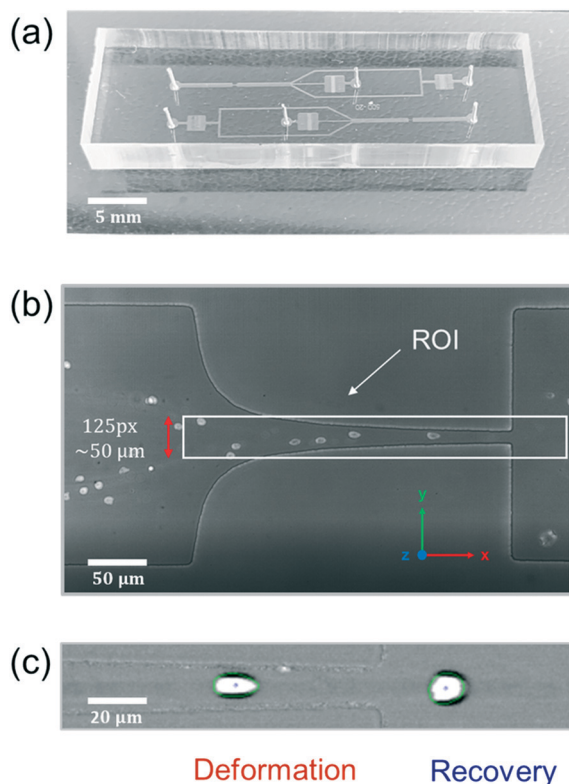 (a)
5 mm
(b)
ROI
125px
~50 μm
y
z
x
50 μm
(c)
20 μm
Deformation
Recovery